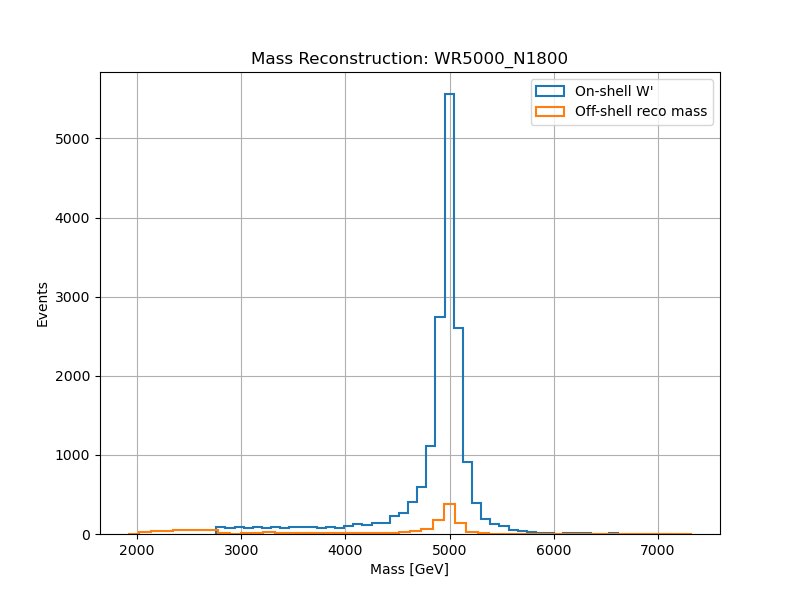 Mass Reconstruction: WR5000_N1800
On-shell W'
Off-shell reco mass
5000
4000
3000
2000
1000
0
Events
2000 3000 4000 5000 6000 7000
Mass [GeV]